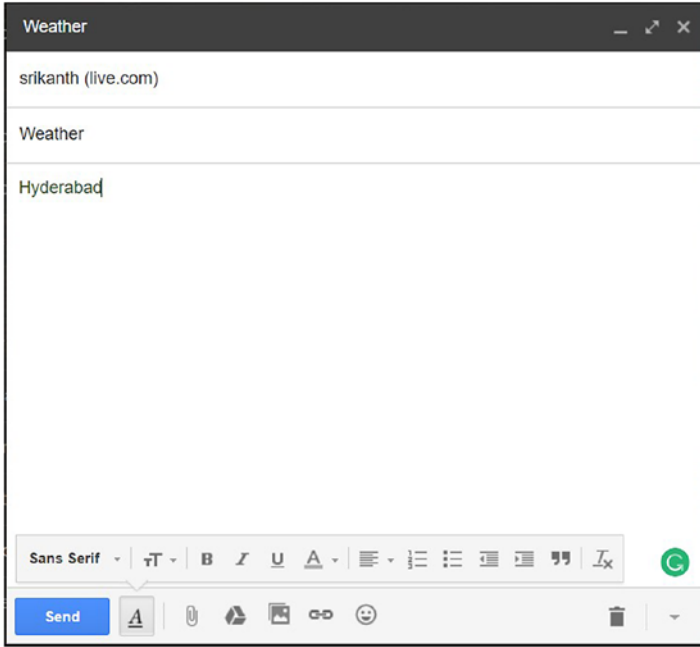 Weather
srikanth (live.com)
Weather
Hyderabad
Sans Serif
Send